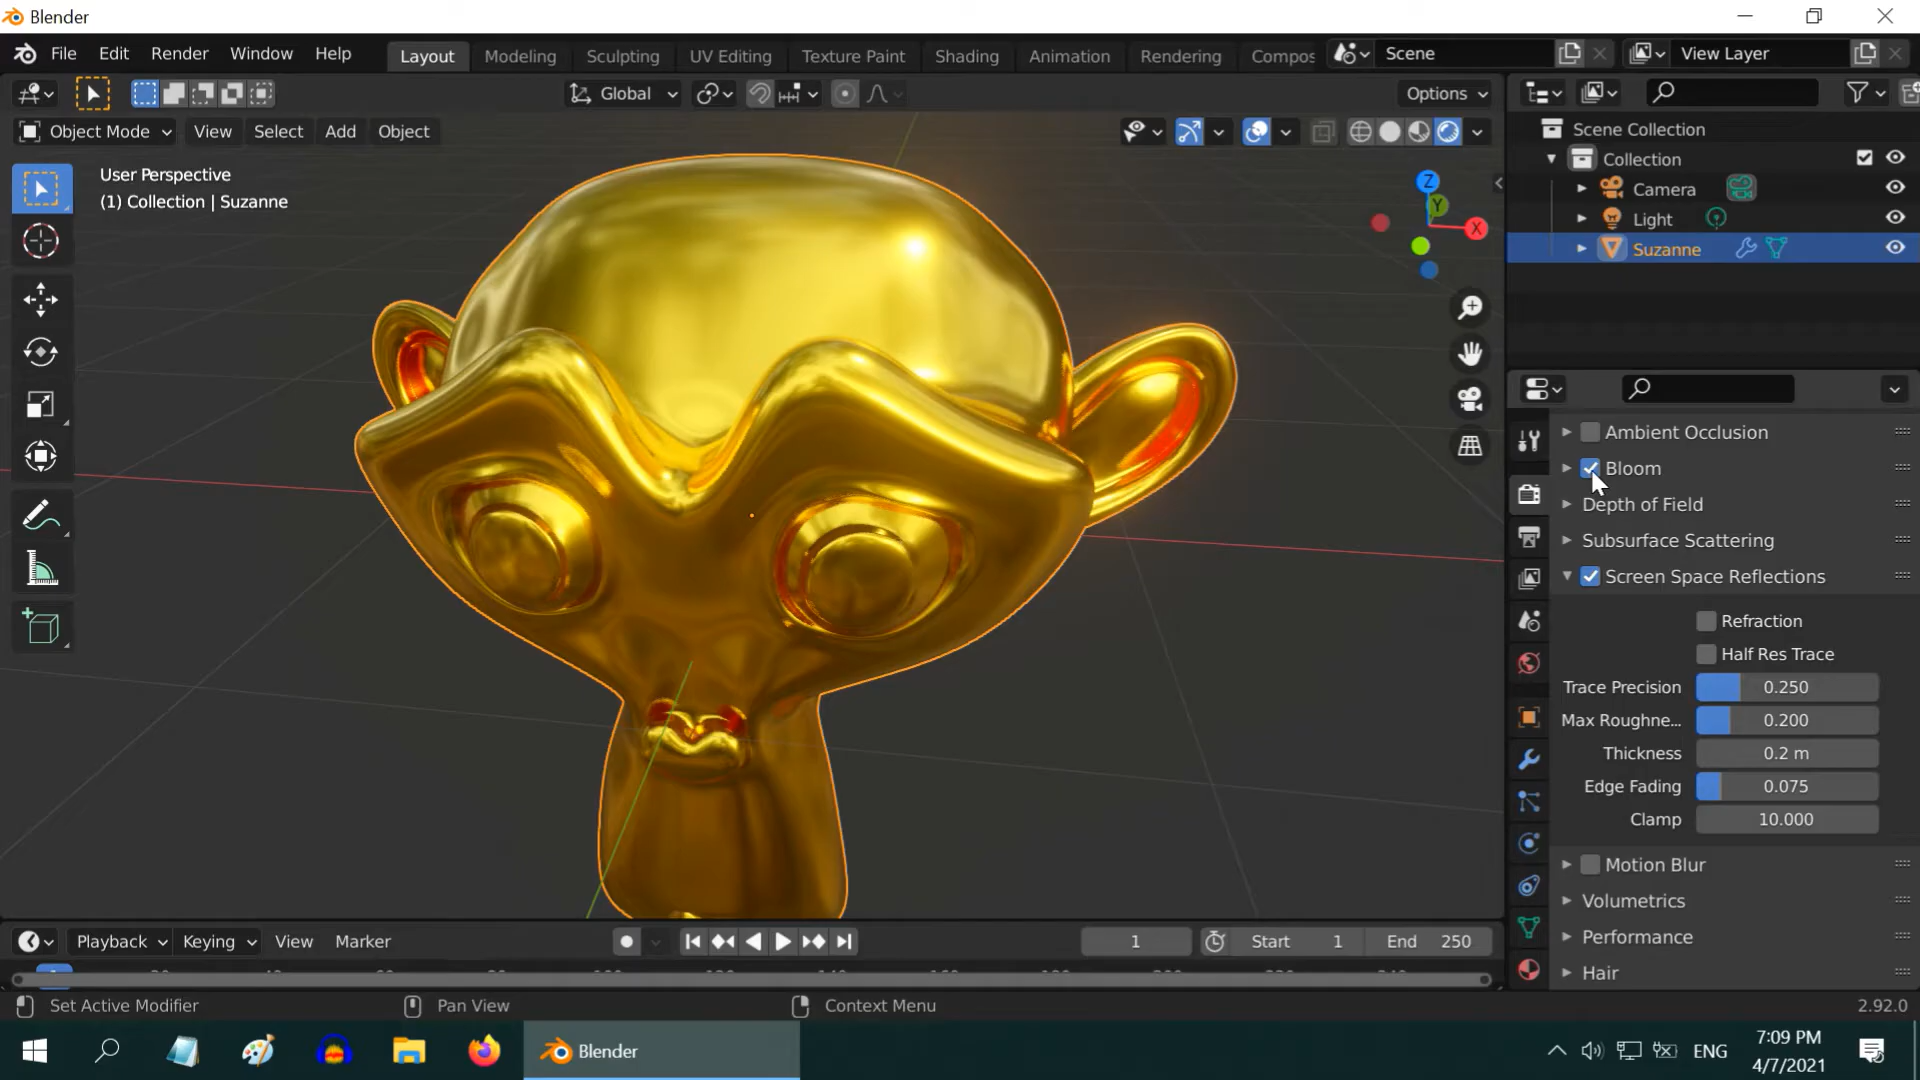 Blender
File Edit Render Window Help Layout Modeling Sculpting UV Editing Texture Paint Shading Animation Rendering Compos Scene View Layer
Global Options
Object Mode View Select Add Object
User Perspective
(1) Collection | Suzanne
Z
Y
X
Scene Collection
Collection
Camera
Light
Suzanne
Ambient Occlusion
Bloom
Depth of Field
Subsurface Scattering
Screen Space Reflections
Refraction
Half Res Trace
Trace Precision 0.250
Max Roughne... 0.200
Thickness 0.2 m
Edge Fading 0.075
Clamp 10.000
Motion Blur
Volumetrics
Performance
Hair
Playback Keying View Marker 1 Start 1 End 250
Set Active Modifier Pan View Context Menu 2.92.0
Blender
ENG
7:09 PM
4/7/2021